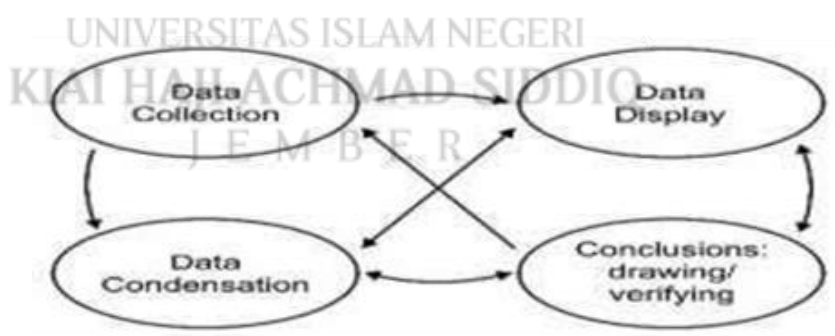 UNIVERSITAS ISLAM NEGERI
KIAI HAJI ACHMAD SIDDIQ
J E M B E R
Data
Collection
Data
Display
Data
Condensation
Conclusions:
drawing/
verifying